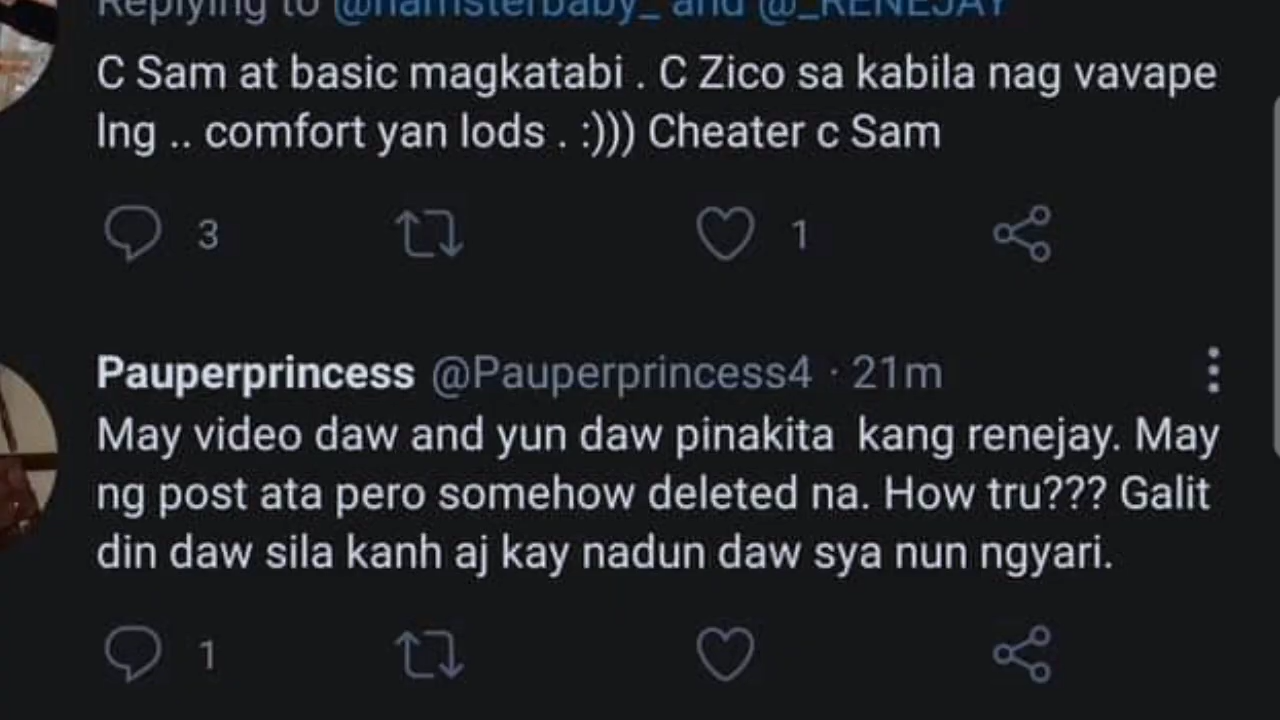 Replying to @hamsterbaby_ and @_RENEJAY
C Sam at basic magkatabi . C Zico sa kabila nag vavape
lng .. comfort yan lods . :))) Cheater c Sam
3 1
Pauperprincess @Pauperprincess4 · 21m
May video daw and yun daw pinakita kang renejay. May
ng post ata pero somehow deleted na. How tru??? Galit
din daw sila kanh aj kay nadun daw sya nun ngyari.
1